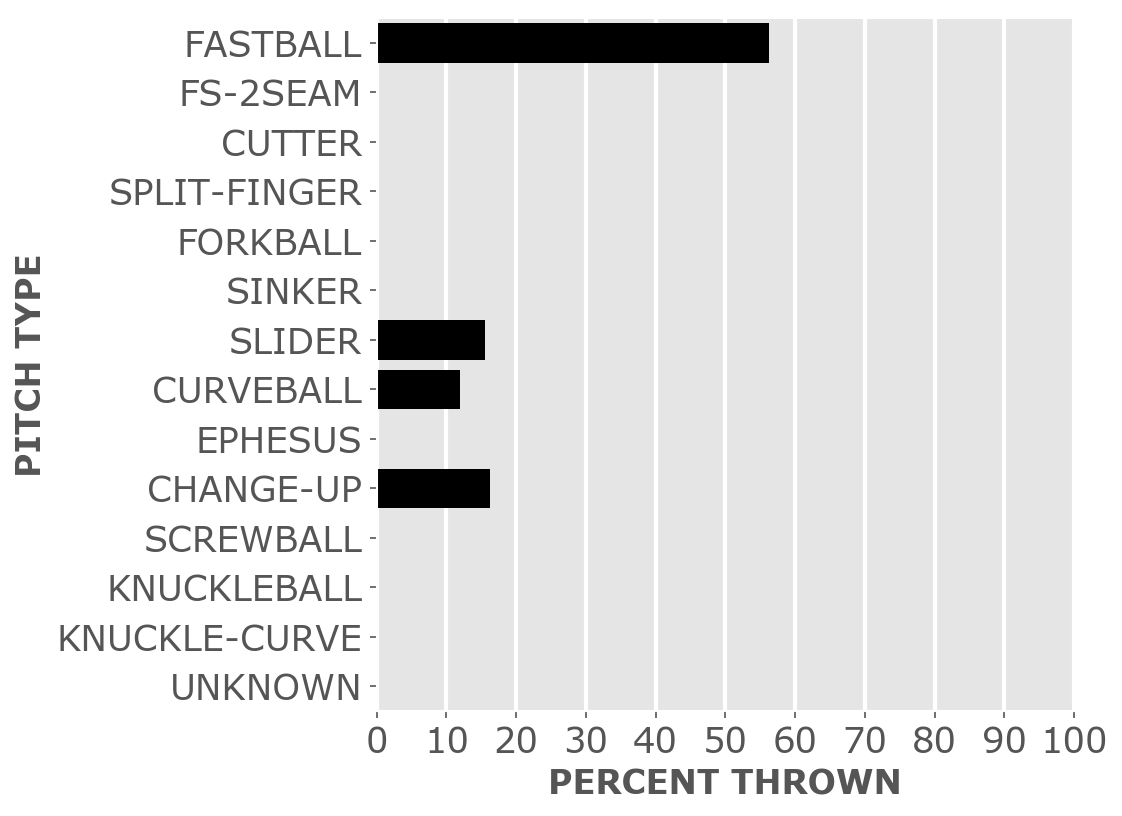 FASTBALL
FS-2SEAM
CUTTER
SPLIT-FINGER
FORKBALL
SINKER
SLIDER
CURVEBALL
EPHESUS
CHANGE-UP
SCREWBALL
KNUCKLEBALL
KNUCKLE-CURVE
UNKNOWN
PITCH TYPE
0 10 20 30 40 50 60 70 80 90 100
PERCENT THROWN